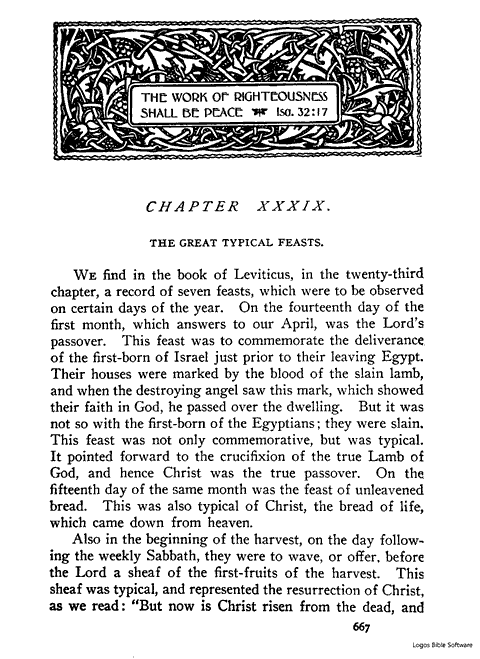 THE WORK OF RIGHTEOUSNESS
SHALL BE PEACE Isa. 32:17
CHAPTER XXXIX.
THE GREAT TYPICAL FEASTS.
WE find in the book of Leviticus, in the twenty-third
chapter, a record of seven feasts, which were to be observed
on certain days of the year. On the fourteenth day of the
first month, which answers to our April, was the Lord's
passover. This feast was to commemorate the deliverance
of the first-born of Israel just prior to their leaving Egypt.
Their houses were marked by the blood of the slain lamb,
and when the destroying angel saw this mark, which showed
their faith in God, he passed over the dwelling. But it was
not so with the first-born of the Egyptians; they were slain.
This feast was not only commemorative, but was typical.
It pointed forward to the crucifixion of the true Lamb of
God, and hence Christ was the true passover. On the
fifteenth day of the same month was the feast of unleavened
bread. This was also typical of Christ, the bread of life,
which came down from heaven.
Also in the beginning of the harvest, on the day follow-
ing the weekly Sabbath, they were to wave, or offer, before
the Lord a sheaf of the first-fruits of the harvest. This
sheaf was typical, and represented the resurrection of Christ,
as we read: "But now is Christ risen from the dead, and
667
Logos Bible Software